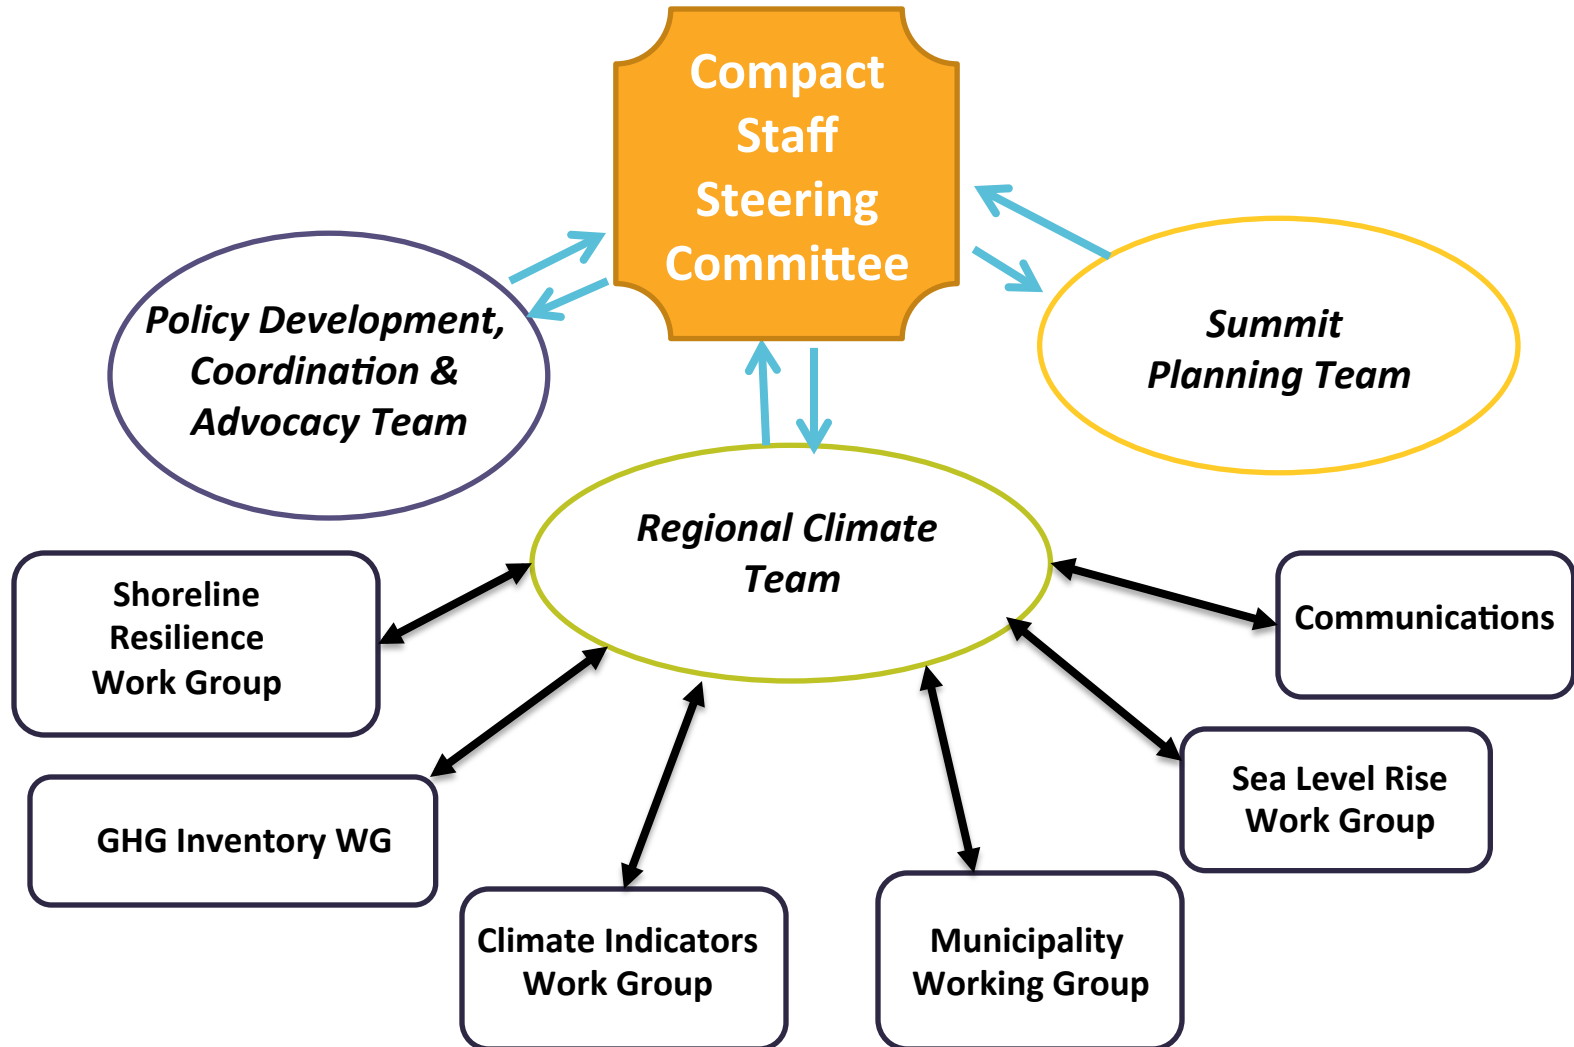 Compact
Staff
Steering
Committee
Policy Development,
Coordination &
Advocacy Team
Summit
Planning Team
Regional Climate
Team
Shoreline
Resilience
Work Group
Communications
GHG Inventory WG
Sea Level Rise
Work Group
Climate Indicators
Work Group
Municipality
Working Group